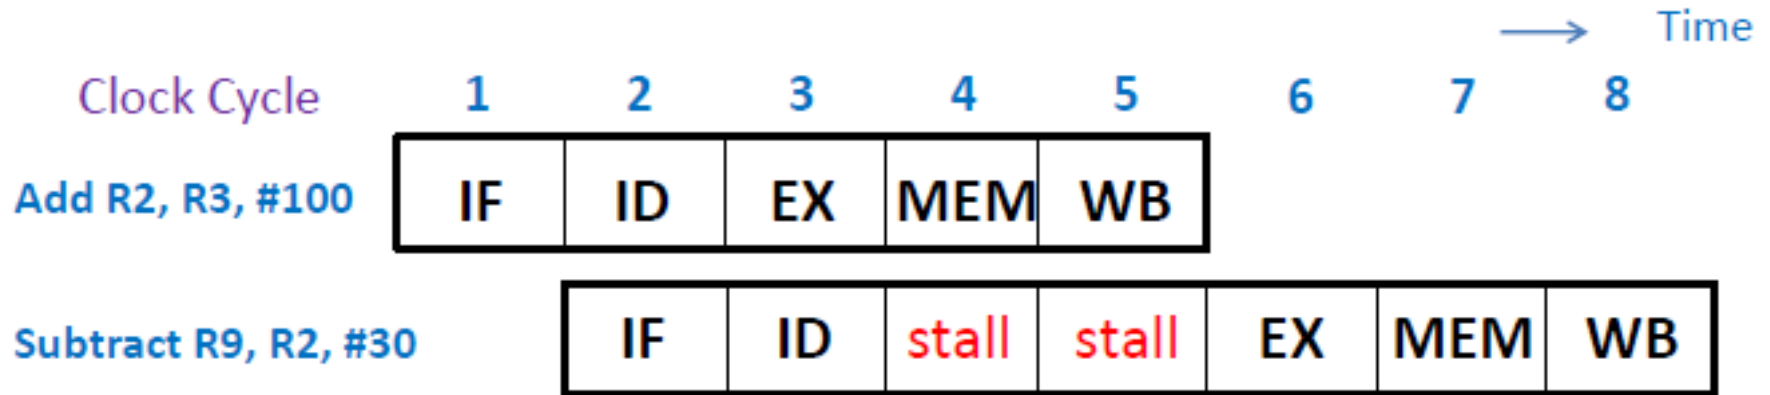 Time
Clock Cycle 1 2 3 4 5 6 7 8
Add R2, R3, #100 IF ID EX MEM WB
Subtract R9, R2, #30 IF ID stall stall EX MEM WB